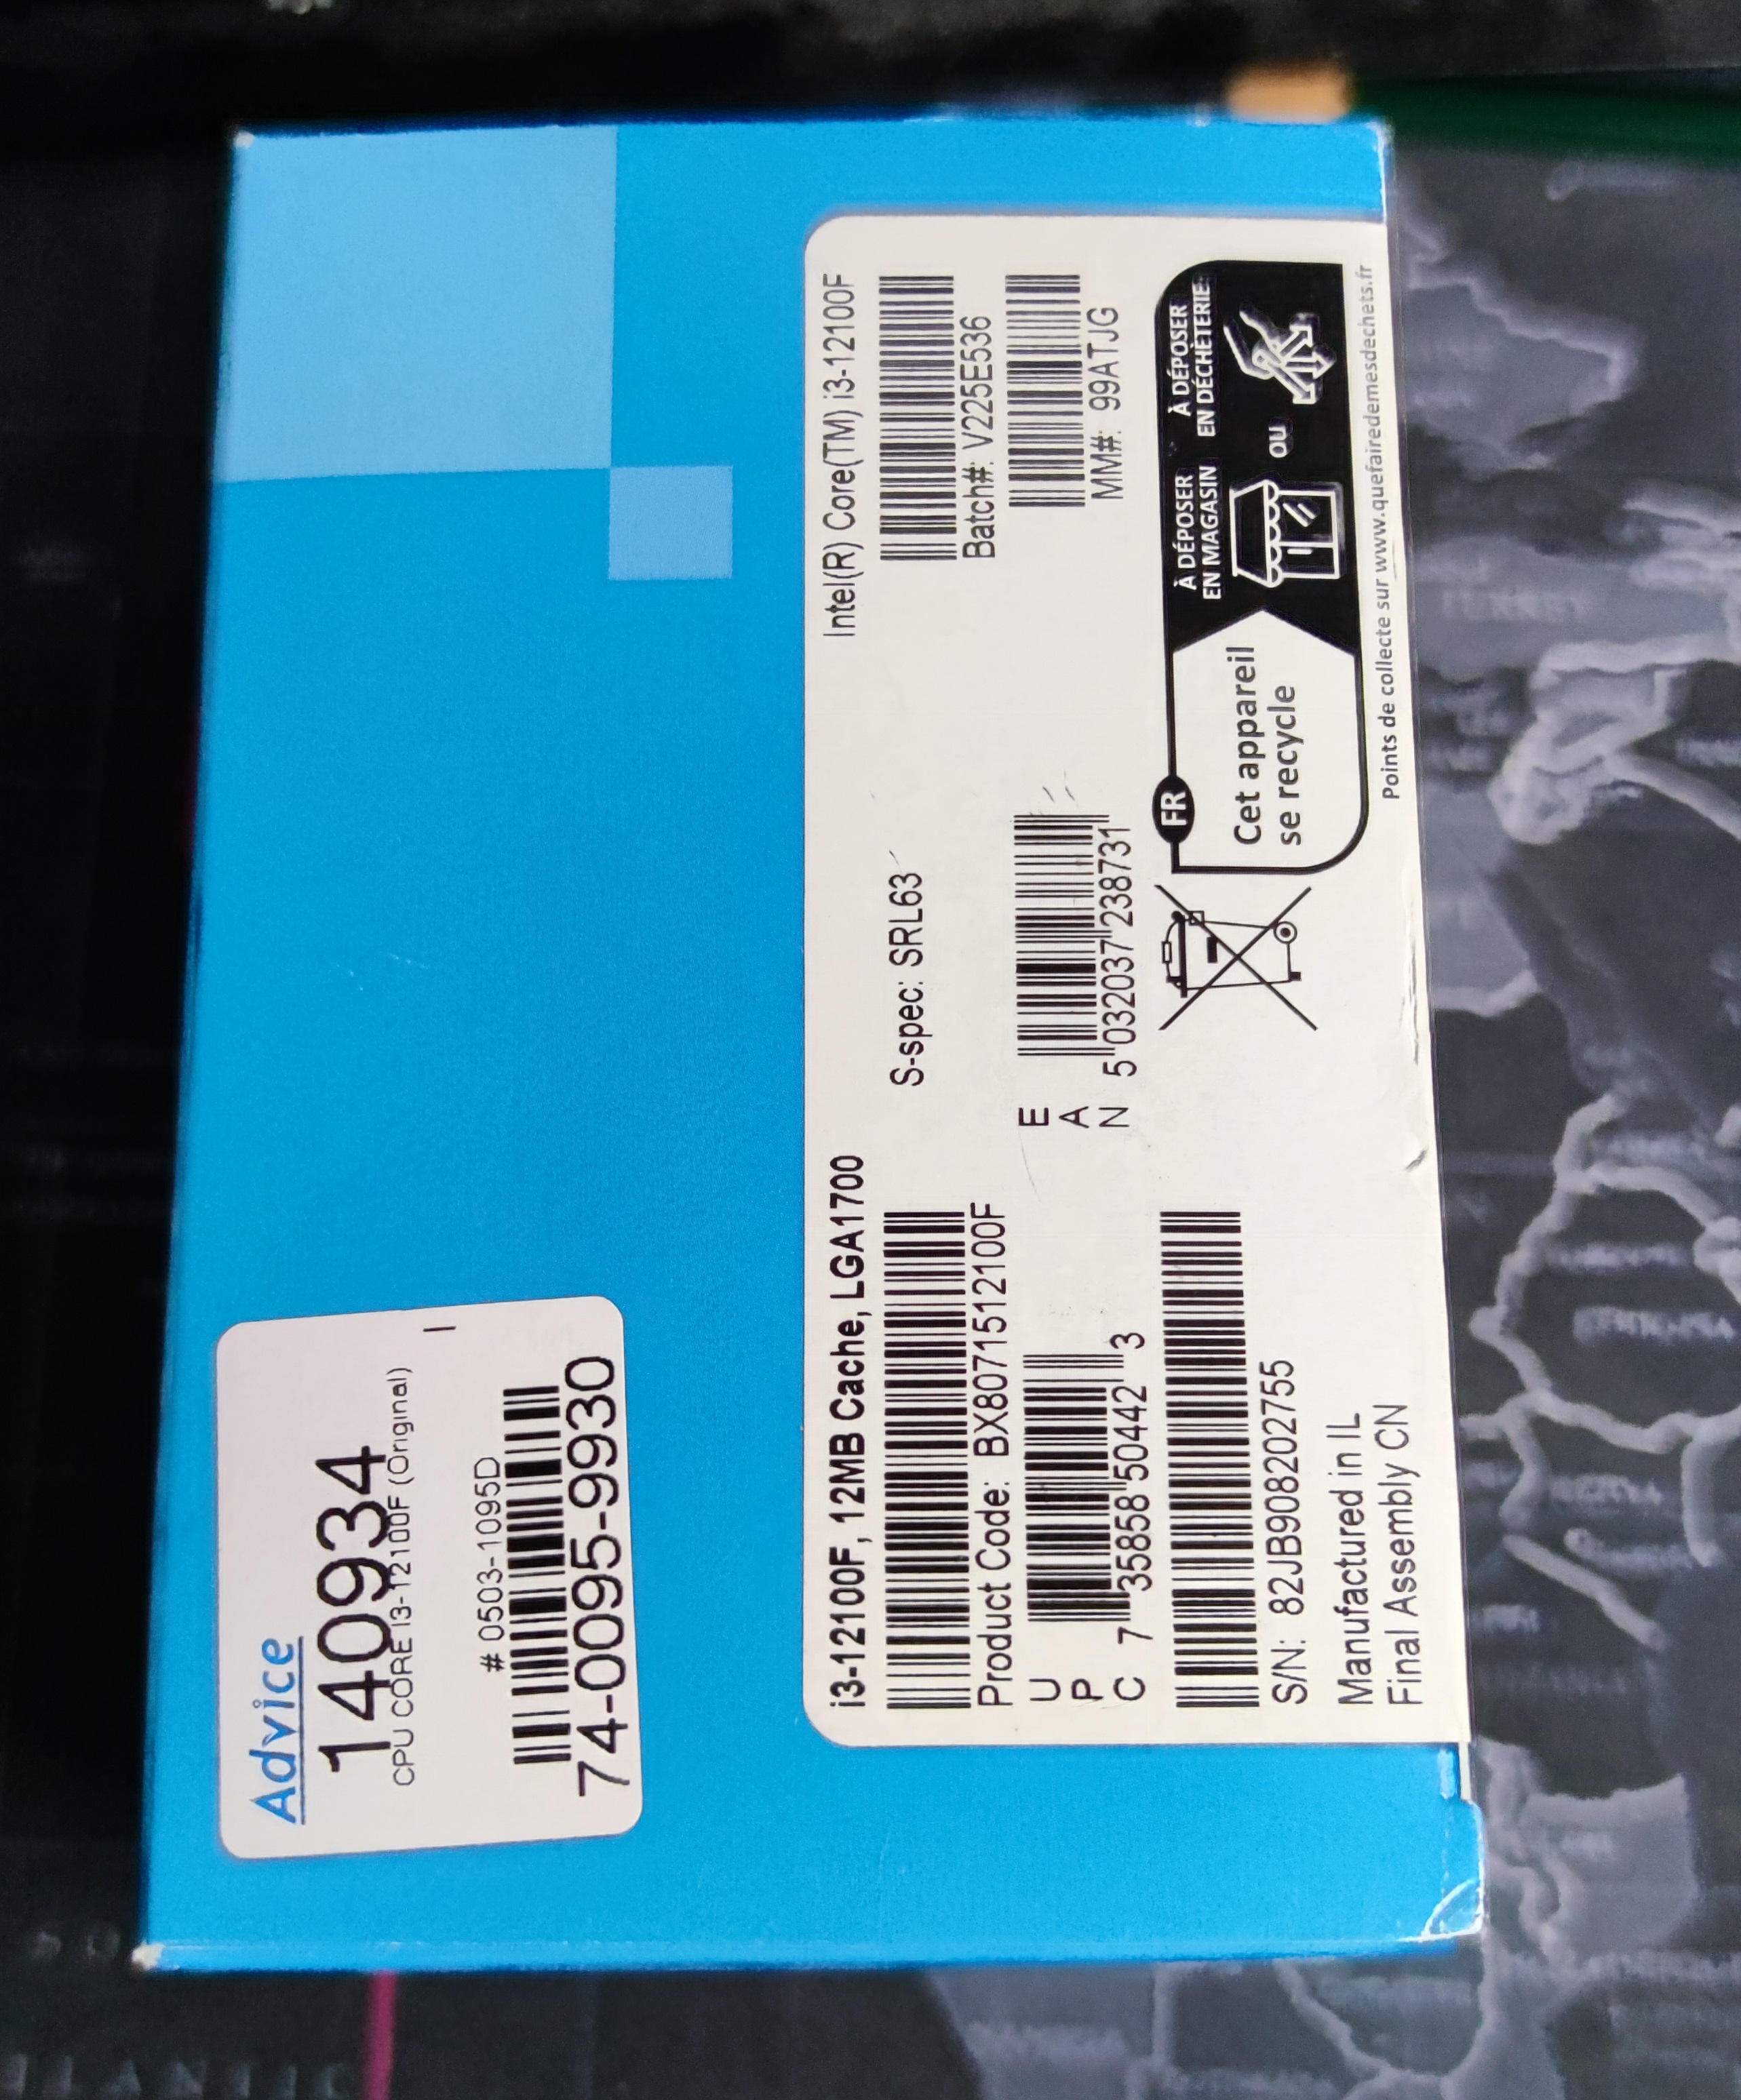 Advice
140934
CPU CORE I3-12100F (Original)
# 0503-1095D
74-0095-9930
i3-12100F, 12MB Cache, LGA1700
Product Code: BX8071512100F
U
P
C
7 35858 50442 3
S/N: 82JB908202755
Manufactured in IL
Final Assembly CN
S-spec: SRL63
E
A
N
5 032037 238731
Intel(R) Core(TM) i3-12100F
Batch#: V225E536
MM#: 99ATJG
FR
Cet appareil
se recycle
À DÉPOSER
EN MAGASIN
ou
À DÉPOSER
EN DÉCHÈTERIE
Points de collecte sur www.quefairedemesdechets.fr